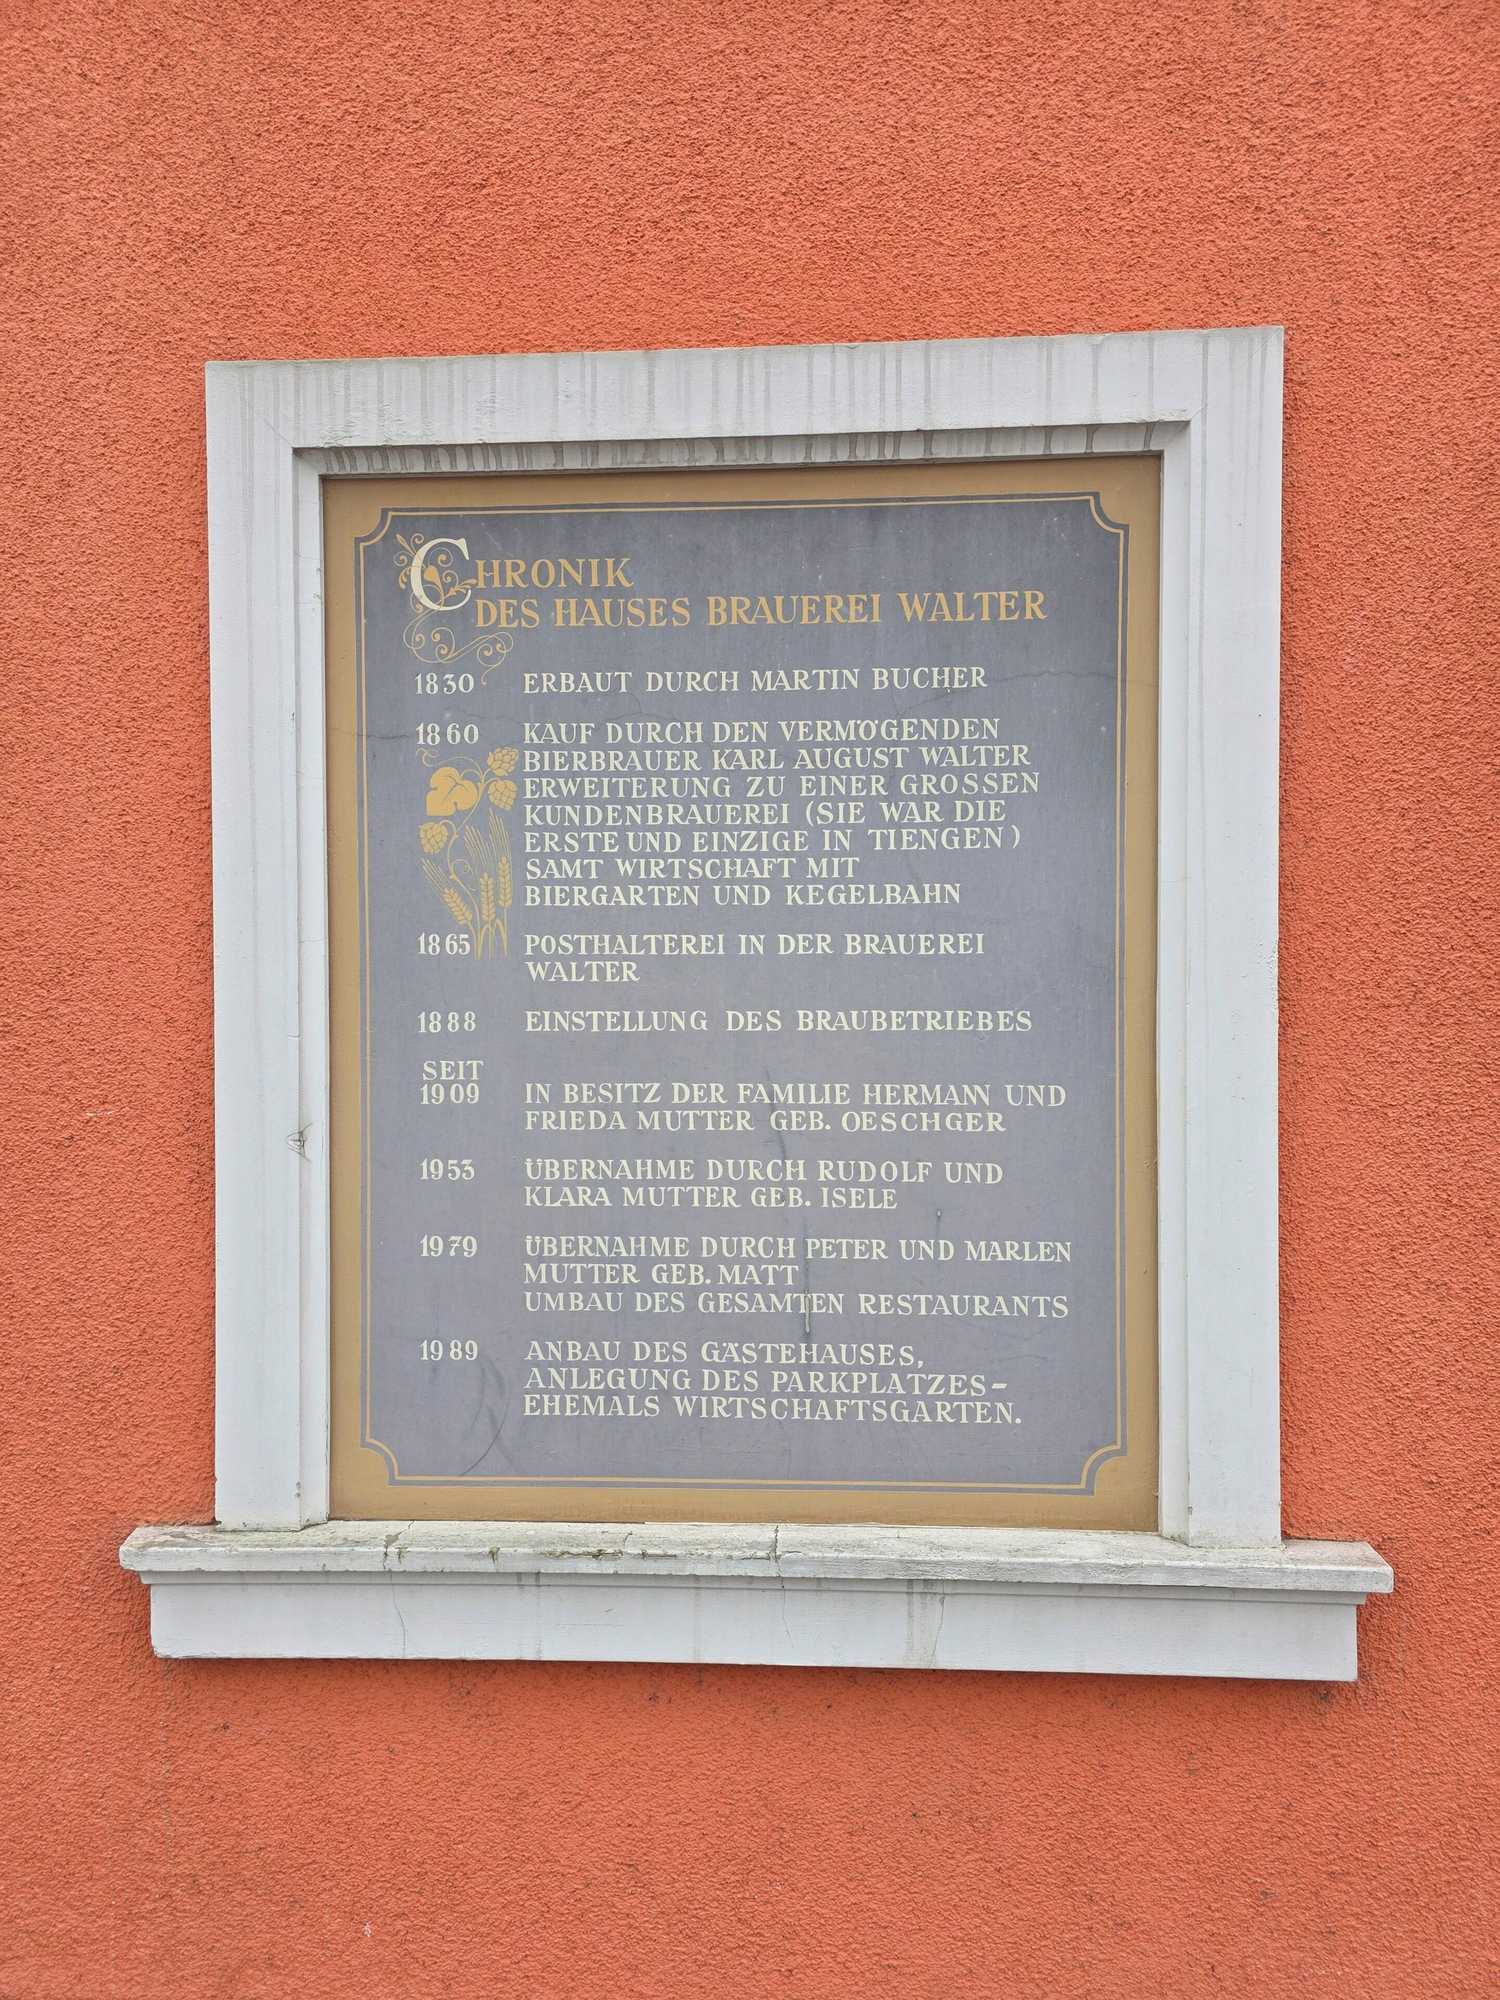 CHRONIK
DES HAUSES BRAUEREI WALTER
1830 ERBAUT DURCH MARTIN BUCHER
1860 KAUF DURCH DEN VERMÖGENDEN
BIERBRAUER KARL AUGUST WALTER
ERWEITERUNG ZU EINER GROSSEN
KUNDENBRAUEREI (SIE WAR DIE
ERSTE UND EINZIGE IN TIENGEN)
SAMT WIRTSCHAFT MIT
BIERGARTEN UND KEGELBAHN
1865 POSTHALTEREI IN DER BRAUEREI
WALTER
1888 EINSTELLUNG DES BRAUBETRIEBES
SEIT
1909 IN BESITZ DER FAMILIE HERMANN UND
FRIEDA MUTTER GEB. OESCHGER
1953 ÜBERNAHME DURCH RUDOLF UND
KLARA MUTTER GEB. ISELE
1979 ÜBERNAHME DURCH PETER UND MARLEN
MUTTER GEB. MATT
UMBAU DES GESAMTEN RESTAURANTS
1989 ANBAU DES GÄSTEHAUSES,
ANLEGUNG DES PARKPLATZES-
EHEMALS WIRTSCHAFTSGARTEN.